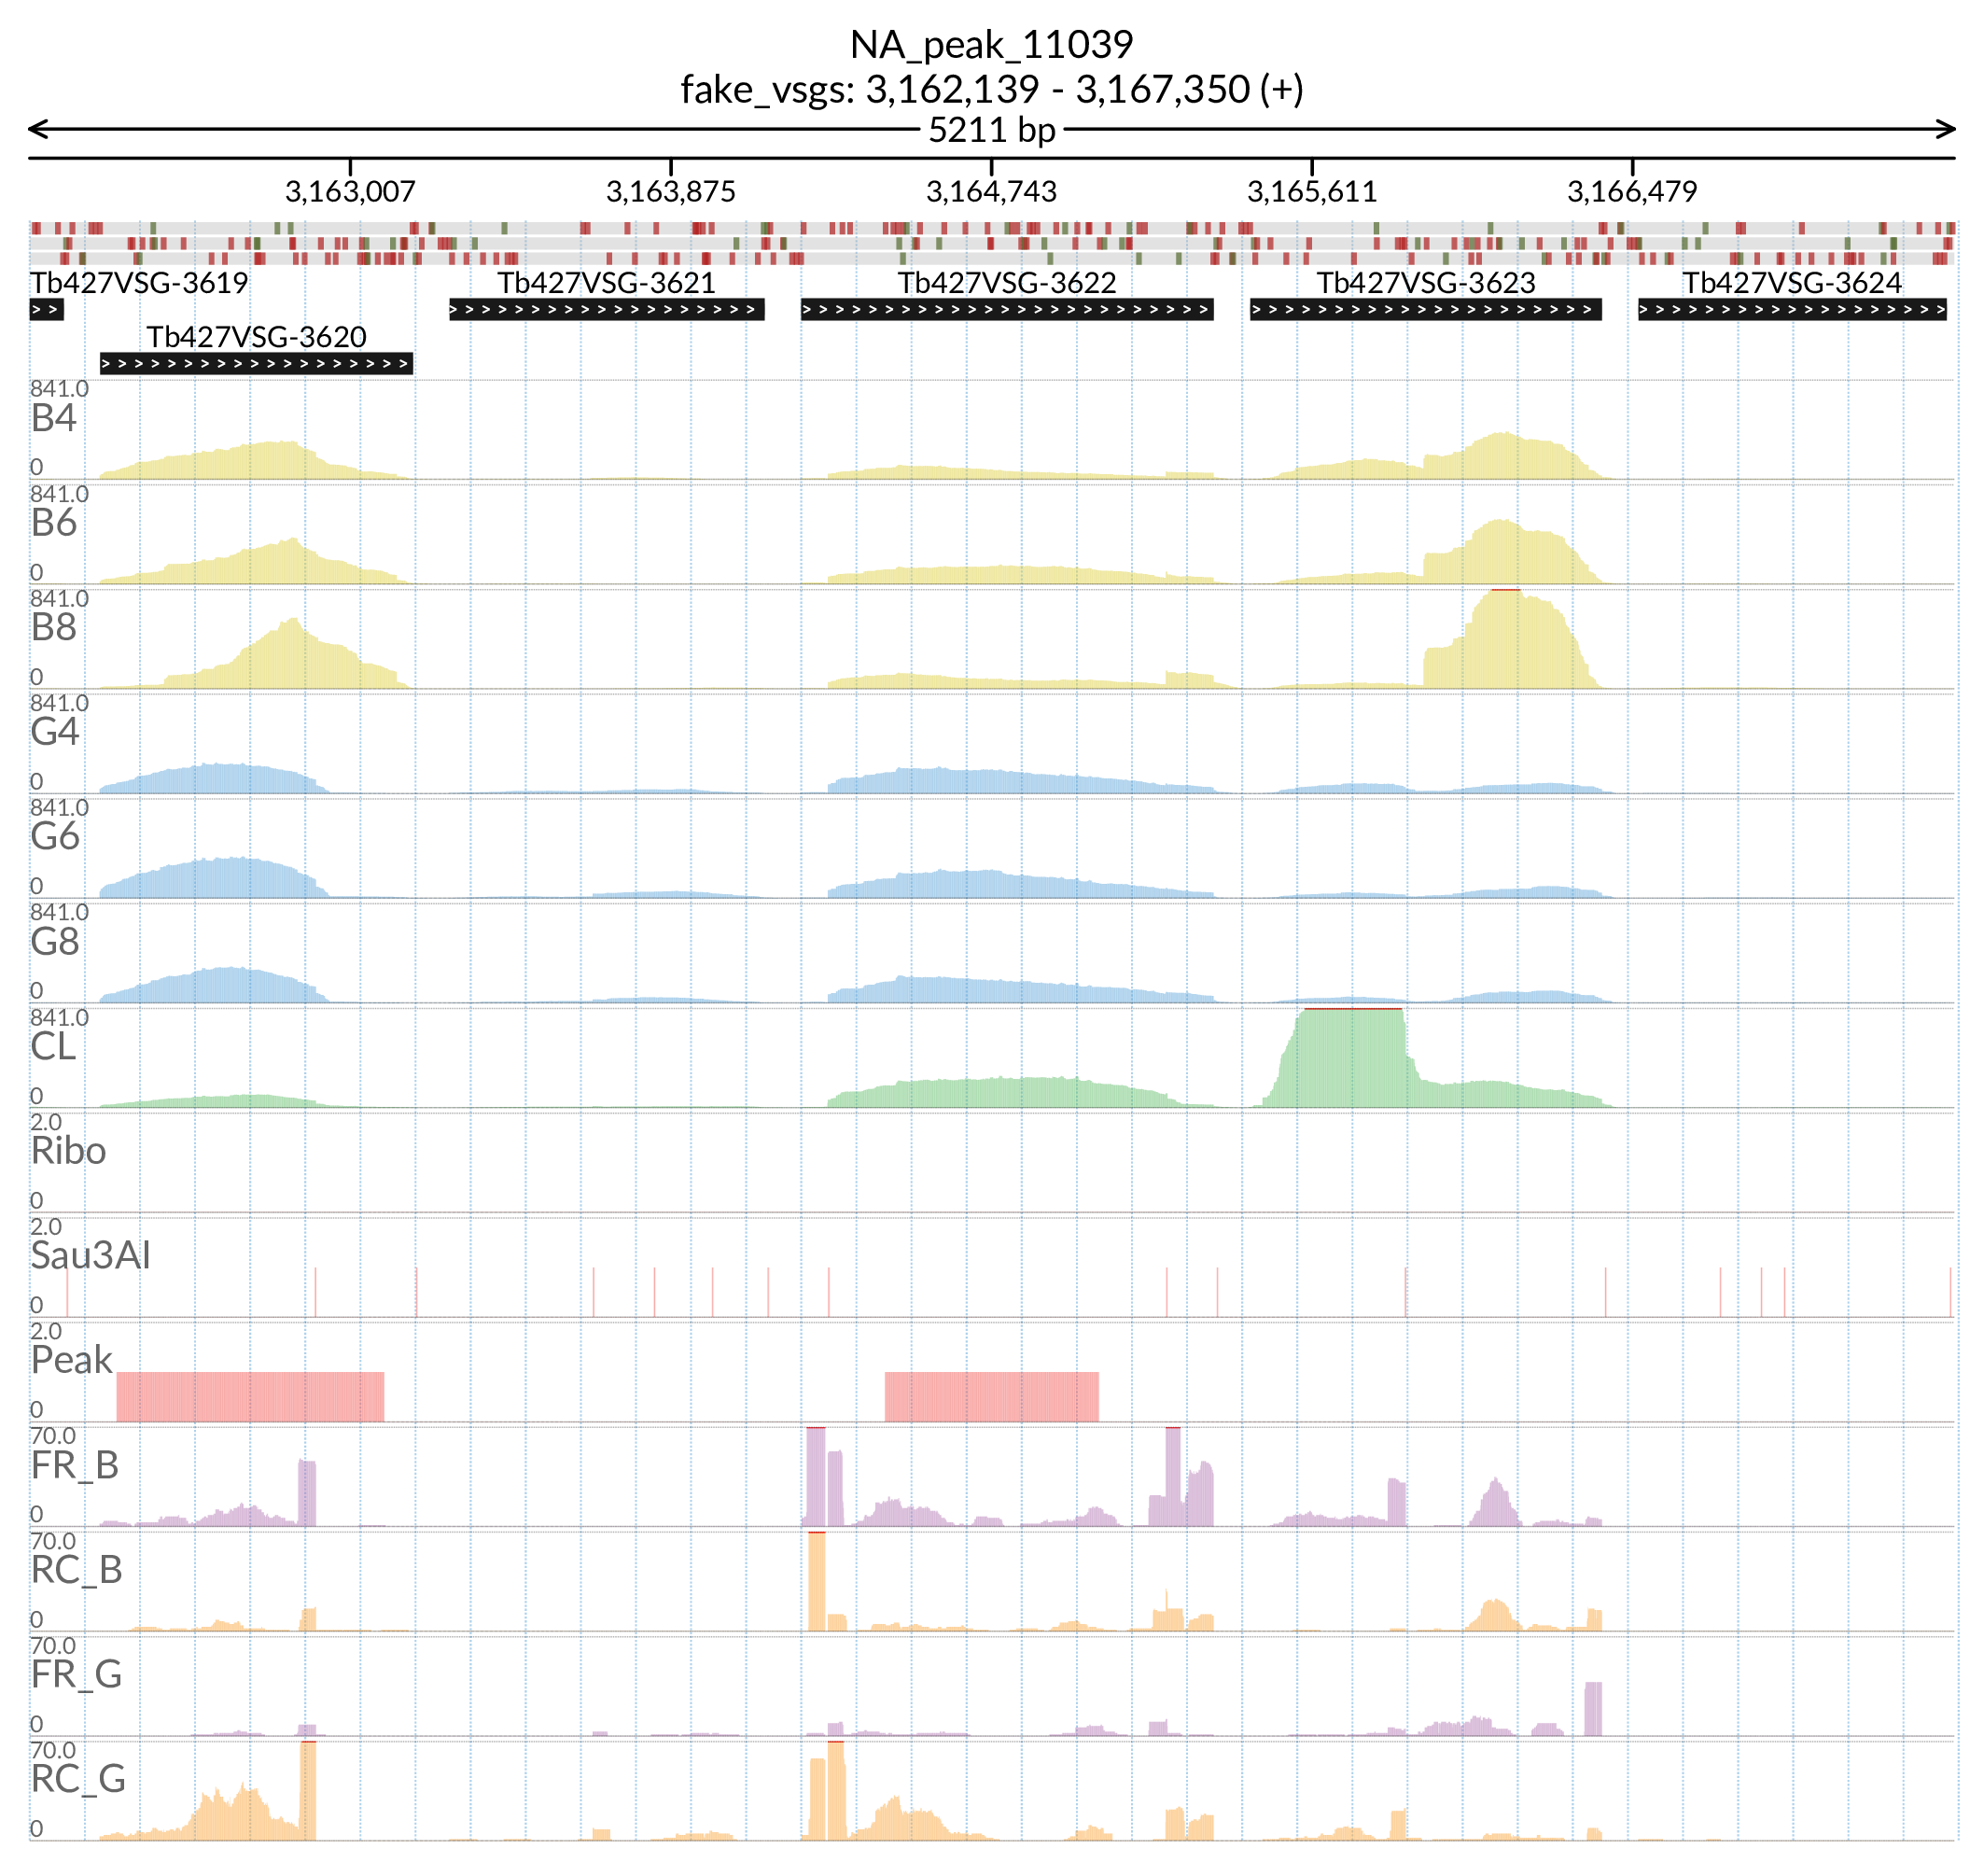 NA_peak_11039
fake_vsgs: 3,162,139 - 3,167,350 (+)
5211 bp
3,163,007 3,163,875 3,164,743 3,165,611 3,166,479
Tb427VSG-3619 Tb427VSG-3621 Tb427VSG-3622 Tb427VSG-3623 Tb427VSG-3624
Tb427VSG-3620
841.0
B4
0
841.0
B6
0
841.0
B8
0
841.0
G4
0
841.0
G6
0
841.0
G8
0
841.0
CL
0
2.0
Ribo
0
2.0
Sau3AI
0
2.0
Peak
0
70.0
FR_B
0
70.0
RC_B
0
70.0
FR_G
0
70.0
RC_G
0